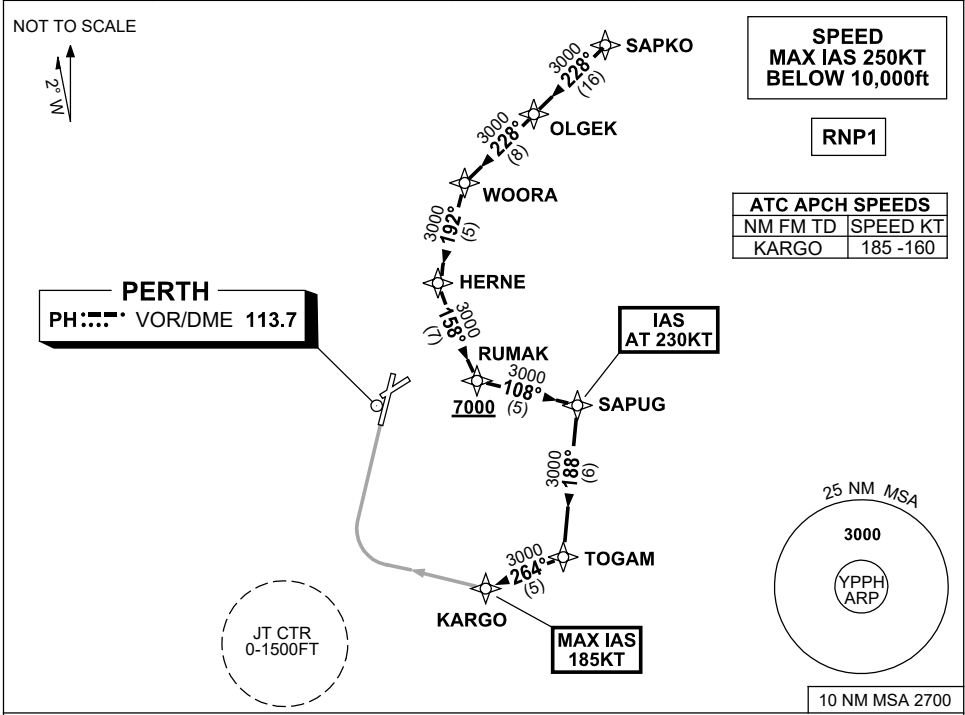 NOT TO SCALE
2° W
SPEED
MAX IAS 250KT
BELOW 10,000ft
RNP1
ATC APCH SPEEDS
NM FM TD SPEED KT
KARGO 185 -160
SAPKO
3000
228°
(16)
OLGEK
3000
228°
(8)
WOORA
3000
192°
(5)
HERNE
3000
158°
(7)
PERTH
PH VOR/DME 113.7
RUMAK
7000
3000
108°
(5)
IAS
AT 230KT
SAPUG
3000
188°
(6)
TOGAM
3000
264°
(5)
KARGO
MAX IAS
185KT
JT CTR
0-1500FT
25 NM MSA
3000
YPPH
ARP
10 NM MSA 2700